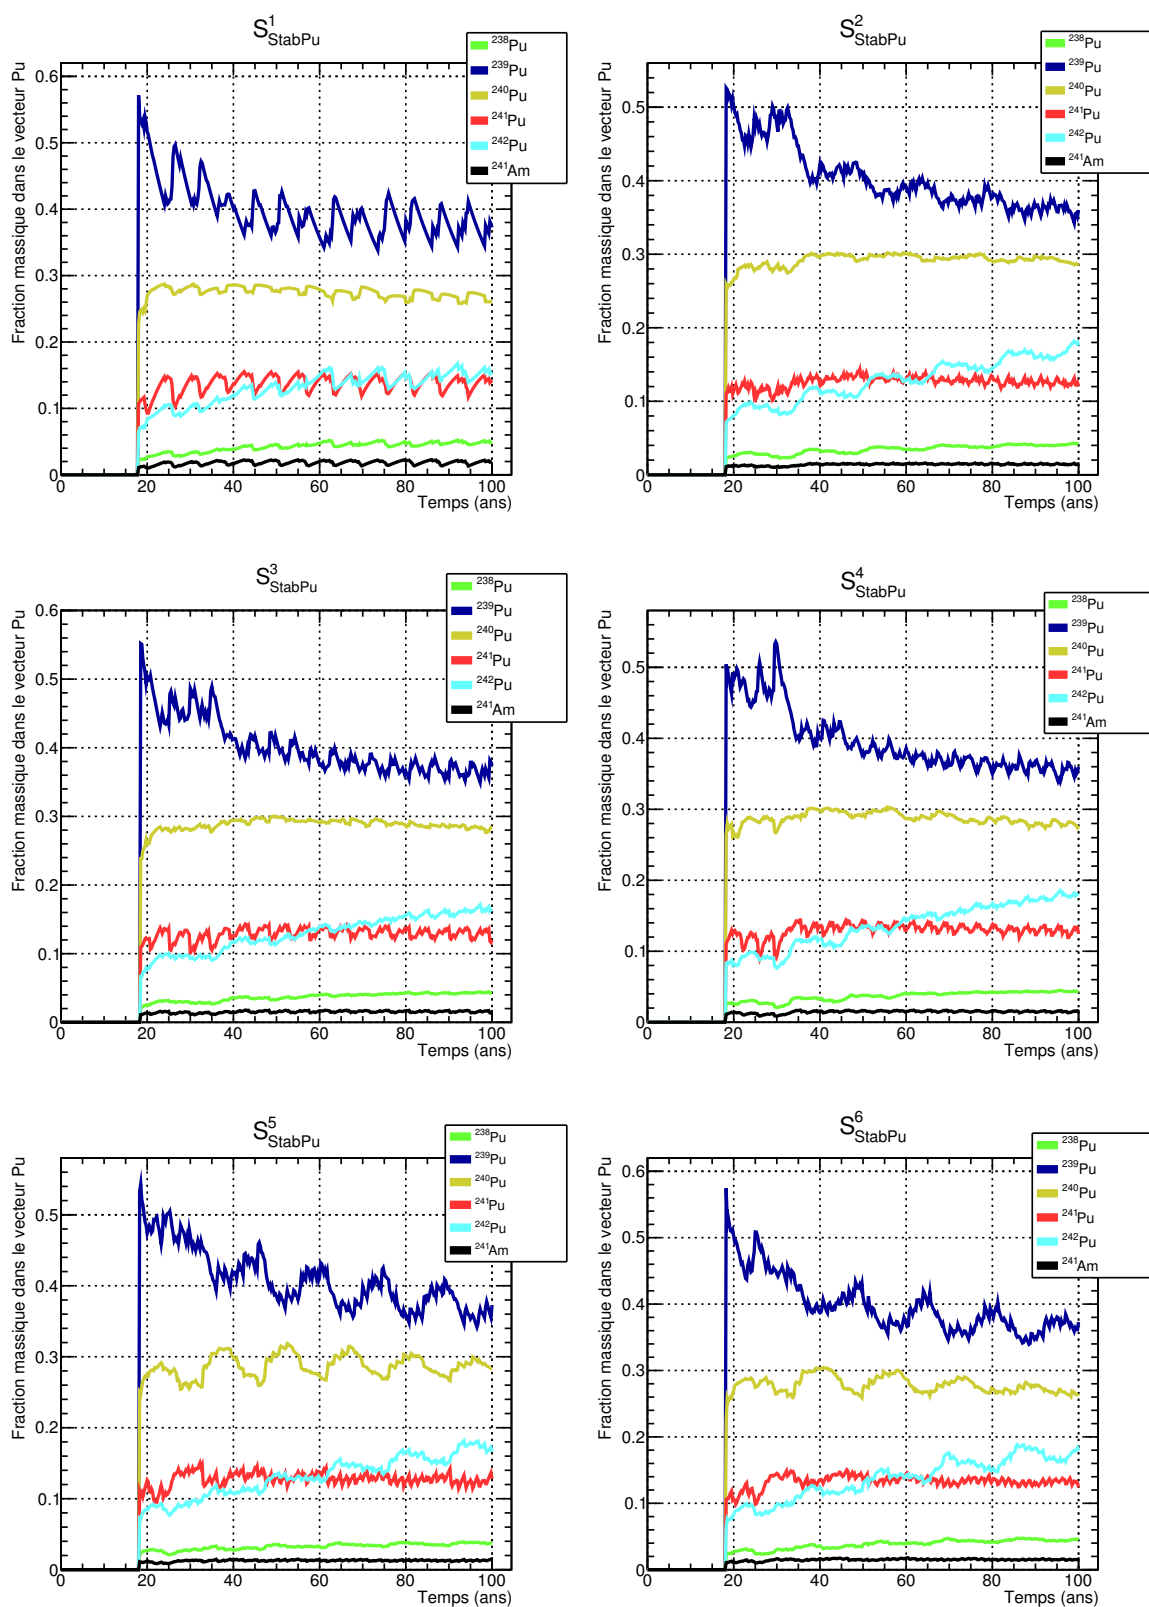 S¹StabPu
²³⁸Pu
²³⁹Pu
²⁴⁰Pu
²⁴¹Pu
²⁴²Pu
²⁴¹Am
Fraction massique dans le vecteur Pu
0.6
0.5
0.4
0.3
0.2
0.1
0
0 20 40 60 80 100
Temps (ans)
S²StabPu
²³⁸Pu
²³⁹Pu
²⁴⁰Pu
²⁴¹Pu
²⁴²Pu
²⁴¹Am
Fraction massique dans le vecteur Pu
0.5
0.4
0.3
0.2
0.1
0
0 20 40 60 80 100
Temps (ans)
S³StabPu
²³⁸Pu
²³⁹Pu
²⁴⁰Pu
²⁴¹Pu
²⁴²Pu
²⁴¹Am
Fraction massique dans le vecteur Pu
0.6
0.5
0.4
0.3
0.2
0.1
0
0 20 40 60 80 100
Temps (ans)
S⁴StabPu
²³⁸Pu
²³⁹Pu
²⁴⁰Pu
²⁴¹Pu
²⁴²Pu
²⁴¹Am
Fraction massique dans le vecteur Pu
0.5
0.4
0.3
0.2
0.1
0
0 20 40 60 80 100
Temps (ans)
S⁵StabPu
²³⁸Pu
²³⁹Pu
²⁴⁰Pu
²⁴¹Pu
²⁴²Pu
²⁴¹Am
Fraction massique dans le vecteur Pu
0.5
0.4
0.3
0.2
0.1
0
0 20 40 60 80 100
Temps (ans)
S⁶StabPu
²³⁸Pu
²³⁹Pu
²⁴⁰Pu
²⁴¹Pu
²⁴²Pu
²⁴¹Am
Fraction massique dans le vecteur Pu
0.6
0.5
0.4
0.3
0.2
0.1
0
0 20 40 60 80 100
Temps (ans)